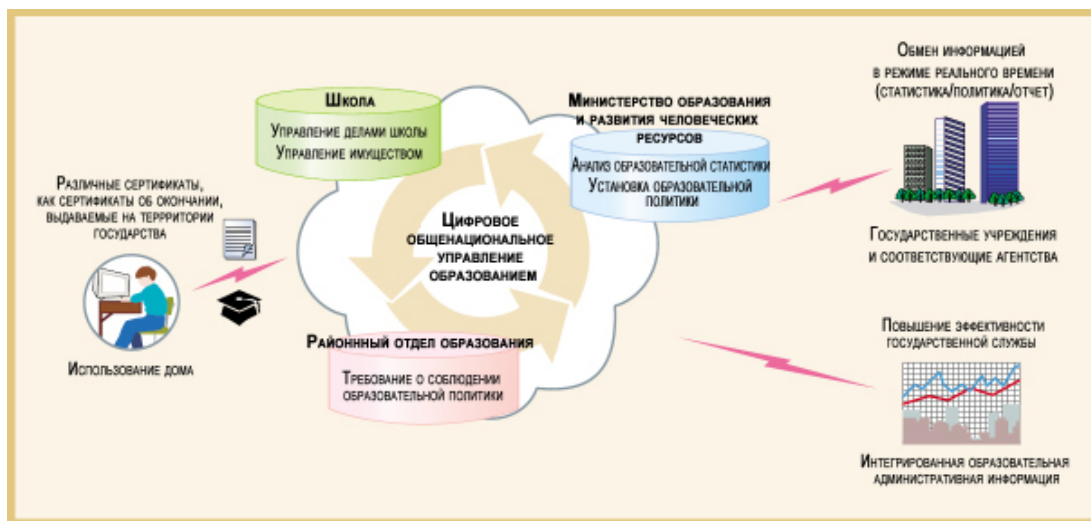 Школа
Управление делами школы
Управление имуществом
Министерство образования
и развития человеческих
ресурсов
Анализ образовательной статистики
Установка образовательной
политики
Обмен информацией
в режиме реального времени
(статистика/политика/отчет)
Государственные учреждения
и соответствующие агентства
Различные сертификаты,
как сертификаты об окончании,
выдаваемые на террритории
государства
Использование дома
Цифровое
общенациональное
управление
образованием
Районнный отдел образования
Требование о соблюдении
образовательной политики
Повышение эффективности
государственной службы
Интегрированная образовательная
административная информация